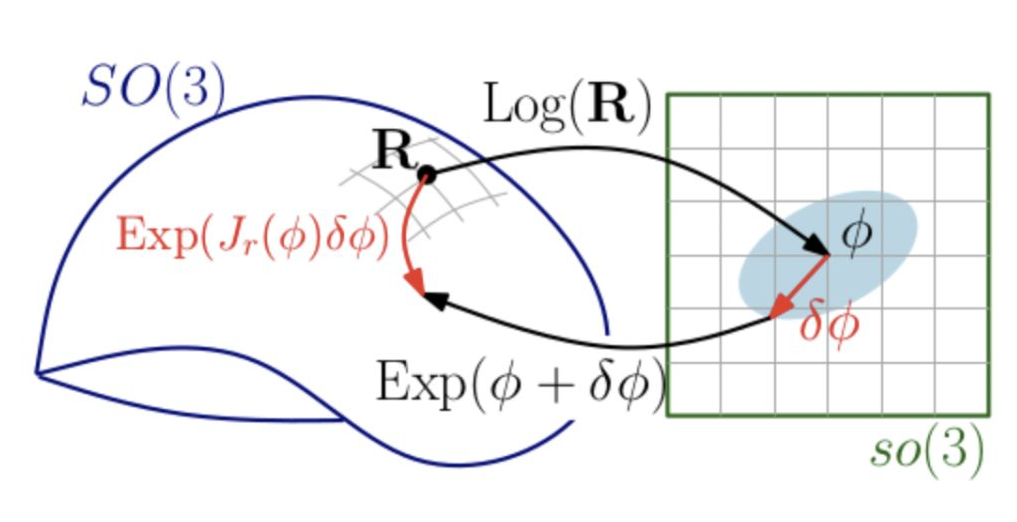 SO(3)
Log(𝐑)
𝐑
Exp(J_r(ϕ)δϕ)
ϕ
δϕ
Exp(ϕ + δϕ)
so(3)